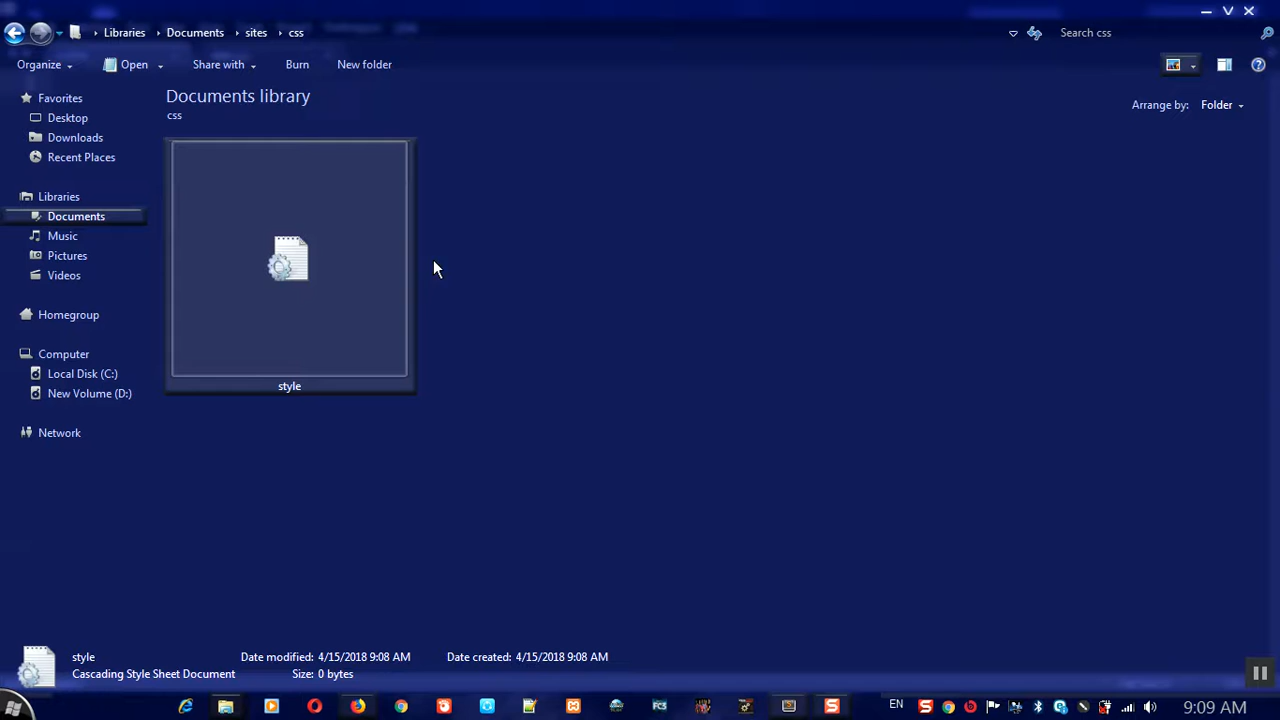 Libraries Documents sites css
Search css
Organize Open Share with Burn New folder
Favorites
Desktop
Downloads
Recent Places
Libraries
Documents
Music
Pictures
Videos
Homegroup
Computer
Local Disk (C:)
New Volume (D:)
Network
Documents library
css
Arrange by: Folder
style
style
Date modified: 4/15/2018 9:08 AM
Date created: 4/15/2018 9:08 AM
Cascading Style Sheet Document
Size: 0 bytes
EN
9:09 AM